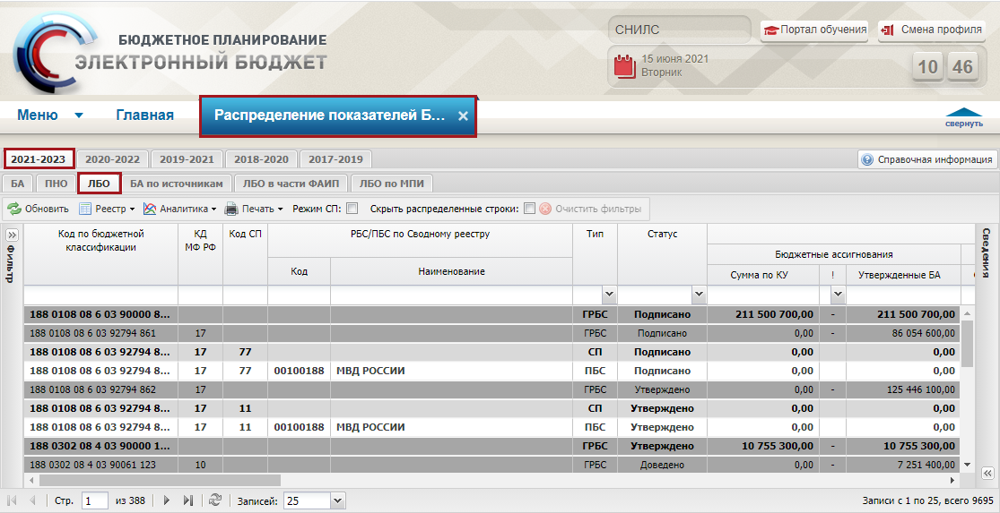 БЮДЖЕТНОЕ ПЛАНИРОВАНИЕ
ЭЛЕКТРОННЫЙ БЮДЖЕТ
СНИЛС
Портал обучения
Смена профиля
15 июня 2021
Вторник
10 46
Меню Главная Распределение показателей Б... ×
свернуть
2021-2023 2020-2022 2019-2021 2018-2020 2017-2019 Справочная информация
БА ПНО ЛБО БА по источникам ЛБО в части ФАИП ЛБО по МПИ
Обновить Реестр Аналитика Печать Режим СП: Скрыть распределенные строки: Очистить фильтры
Фильтр
Сведения
Код по бюджетной классификации КД МФ РФ Код СП РБС/ПБС по Сводному реестру Тип Статус
Бюджетные ассигнования
Код Наименование Сумма по КУ ! Утвержденные БА
188 0108 08 6 03 90000 8... ГРБС Подписано 211 500 700,00 - 211 500 700,00
188 0108 08 6 03 92794 861 17 ГРБС Подписано 0,00 - 86 054 600,00
188 0108 08 6 03 92794 8... 17 77 СП Подписано 0,00 0,00
188 0108 08 6 03 92794 8... 17 77 00100188 МВД РОССИИ ПБС Подписано 0,00 0,00
188 0108 08 6 03 92794 862 17 ГРБС Утверждено 0,00 - 125 446 100,00
188 0108 08 6 03 92794 8... 17 11 СП Утверждено 0,00 0,00
188 0108 08 6 03 92794 8... 17 11 00100188 МВД РОССИИ ПБС Утверждено 0,00 0,00
188 0302 08 4 03 90000 1... ГРБС Утверждено 10 755 300,00 - 10 755 300,00
188 0302 08 4 03 90061 123 10 ГРБС Доведено 0,00 - 7 251 400,00
Стр. 1 из 388 Записей: 25 Записи с 1 по 25, всего 9695